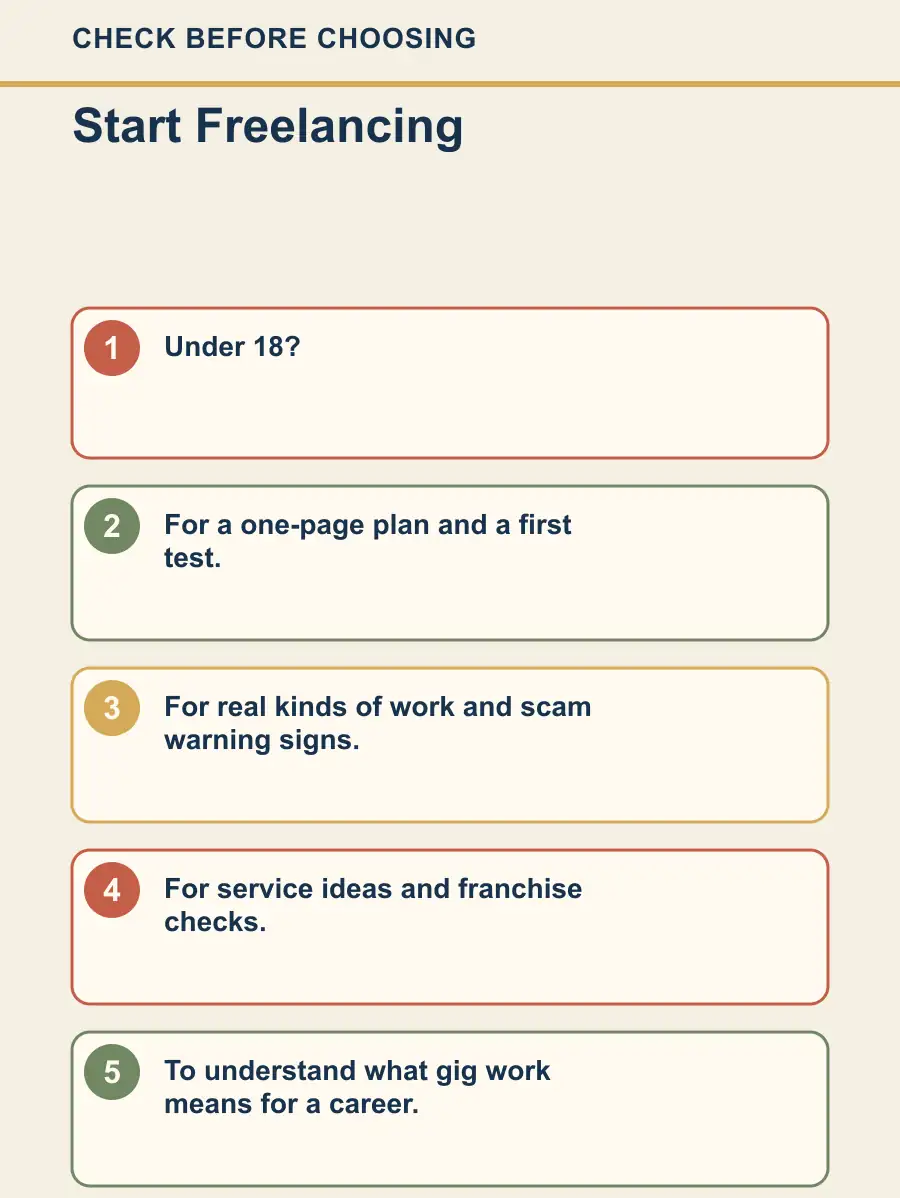 CHECK BEFORE CHOOSING
Start Freelancing
1
Under 18?
2
For a one-page plan and a first
test.
3
For real kinds of work and scam
warning signs.
4
For service ideas and franchise
checks.
5
To understand what gig work
means for a career.